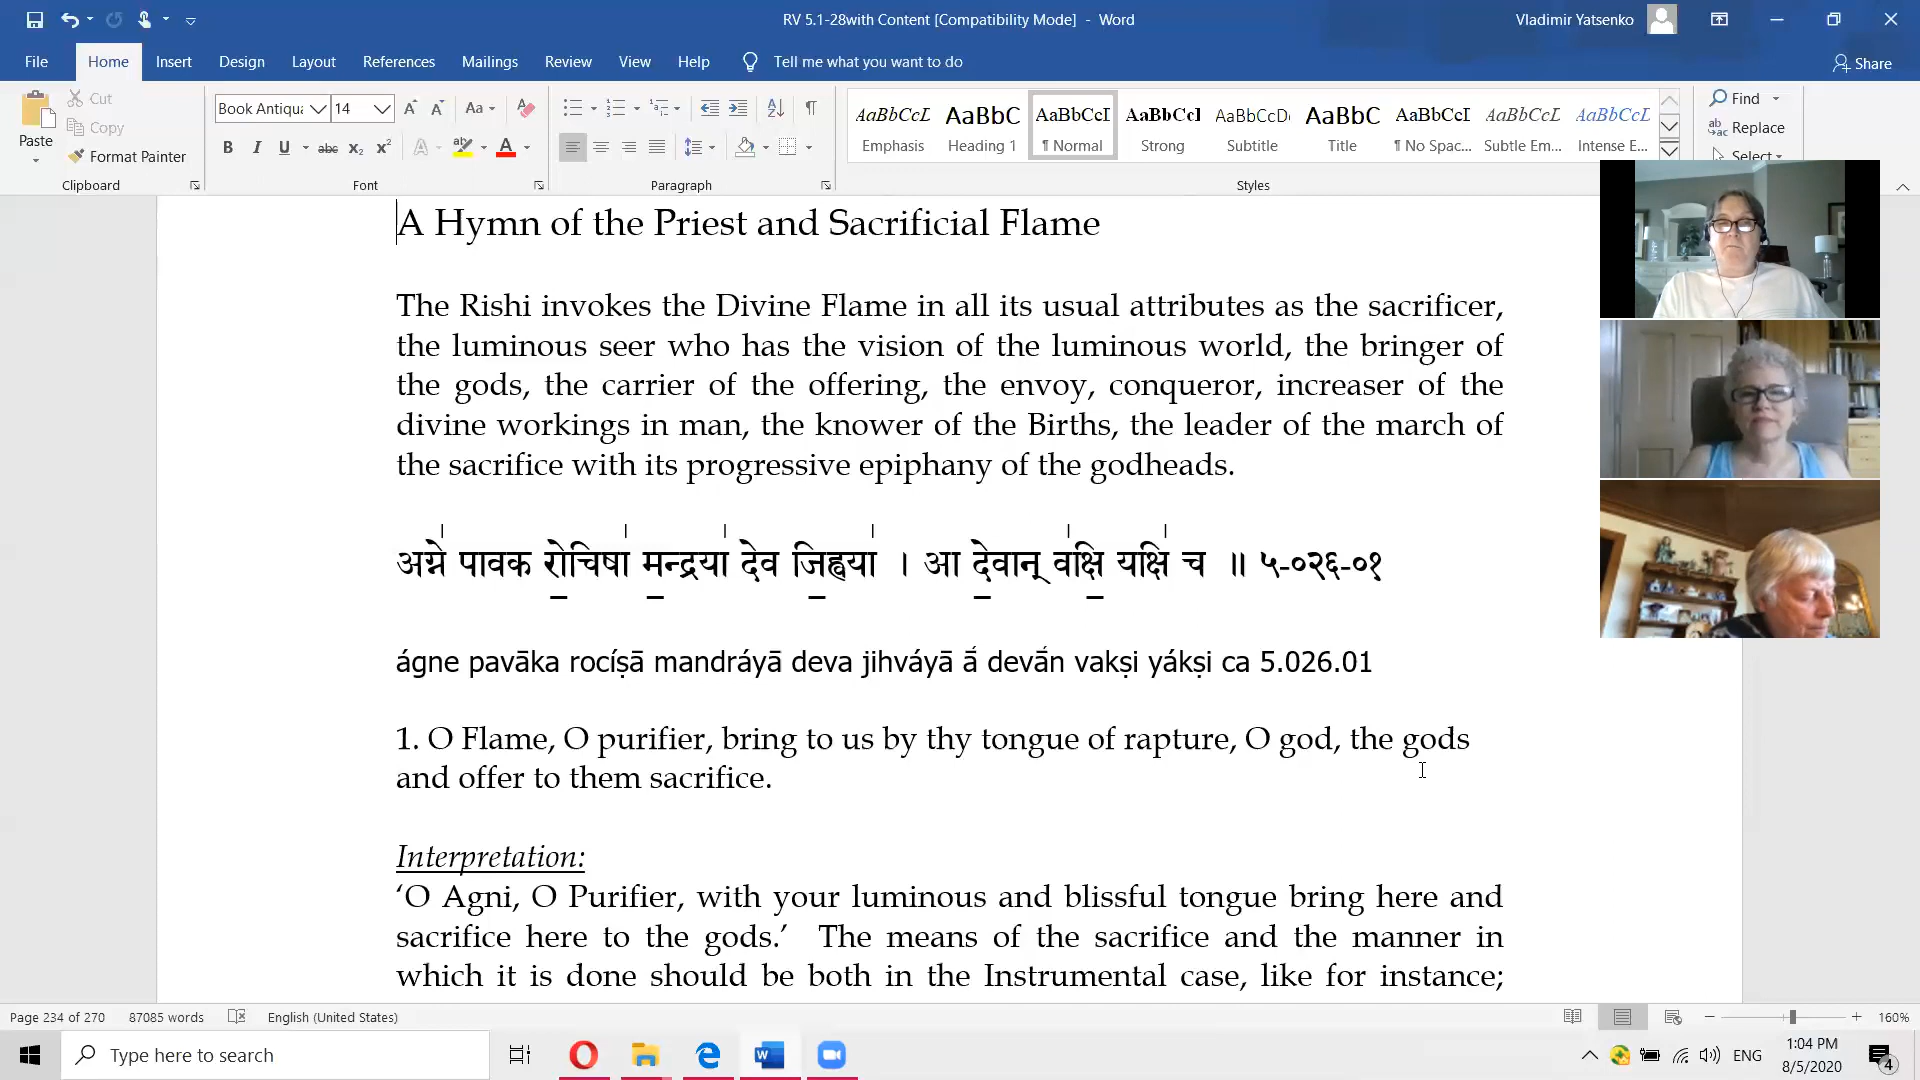 RV 5.1-28with Content [Compatibility Mode] - Word
Vladimir Yatsenko
File Home Insert Design Layout References Mailings Review View Help Tell me what you want to do Share
Paste
Cut
Copy
Format Painter
Clipboard
Book Antiqua 14
Font
Paragraph
AaBbCcL AaBbC AaBbCcI AaBbCcI AaBbCcD AaBbC AaBbCcI AaBbCcL AaBbCcL
Emphasis Heading 1 ¶ Normal Strong Subtitle Title ¶ No Spac... Subtle Em... Intense E...
Styles
Find
Replace
Select
A Hymn of the Priest and Sacrificial Flame
The Rishi invokes the Divine Flame in all its usual attributes as the sacrificer,
the luminous seer who has the vision of the luminous world, the bringer of
the gods, the carrier of the offering, the envoy, conqueror, increaser of the
divine workings in man, the knower of the Births, the leader of the march of
the sacrifice with its progressive epiphany of the godheads.
अग्ने॑ पावक रो॒चिषा॑ म॒न्द्रया॑ देव जि॒ह्वया॑ । आ दे॒वान् व॑क्षि॒ यक्षि॑ च ॥ ५-०२६-०१
ágne pavāka rocíṣā mandráyā deva jihváyā ā́ devā́n vakṣi yákṣi ca 5.026.01
1. O Flame, O purifier, bring to us by thy tongue of rapture, O god, the gods
and offer to them sacrifice.
Interpretation:
‘O Agni, O Purifier, with your luminous and blissful tongue bring here and
sacrifice here to the gods.’ The means of the sacrifice and the manner in
which it is done should be both in the Instrumental case, like for instance;
Page 234 of 270 87085 words English (United States) 160%
Type here to search
ENG
1:04 PM
8/5/2020
4